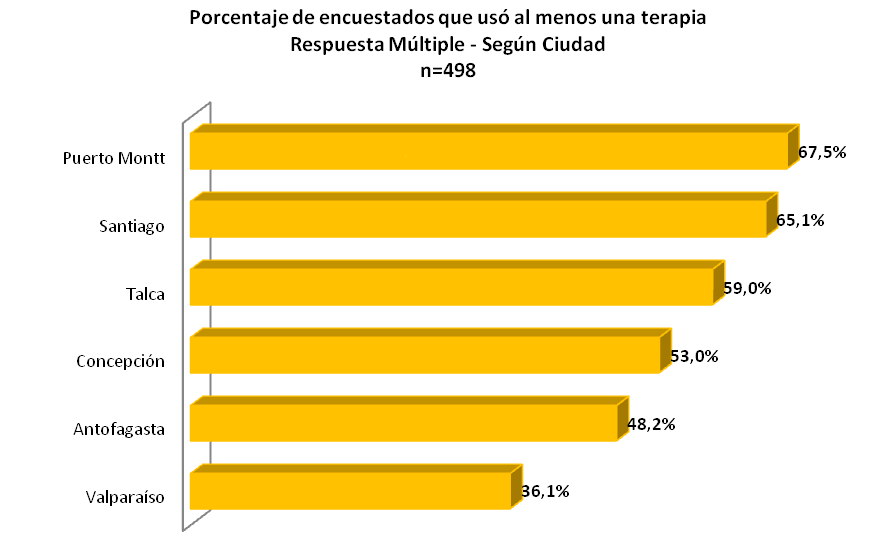 Porcentaje de encuestados que usó al menos una terapia
Respuesta Múltiple - Según Ciudad
n=498
Puerto Montt 67,5%
Santiago 65,1%
Talca 59,0%
Concepción 53,0%
Antofagasta 48,2%
Valparaíso 36,1%